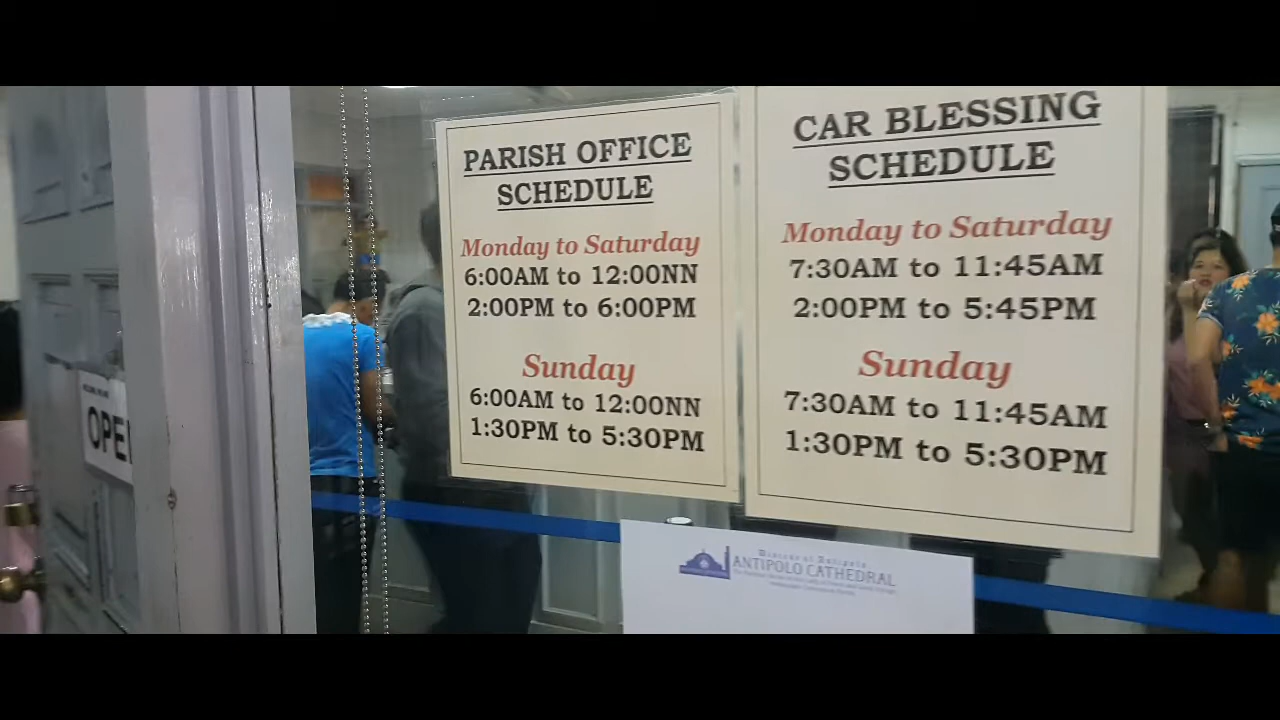 PARISH OFFICE
SCHEDULE
Monday to Saturday
6:00AM to 12:00NN
2:00PM to 6:00PM
Sunday
6:00AM to 12:00NN
1:30PM to 5:30PM
CAR BLESSING
SCHEDULE
Monday to Saturday
7:30AM to 11:45AM
2:00PM to 5:45PM
Sunday
7:30AM to 11:45AM
1:30PM to 5:30PM
OPE
Diocese of Antipolo
ANTIPOLO CATHEDRAL